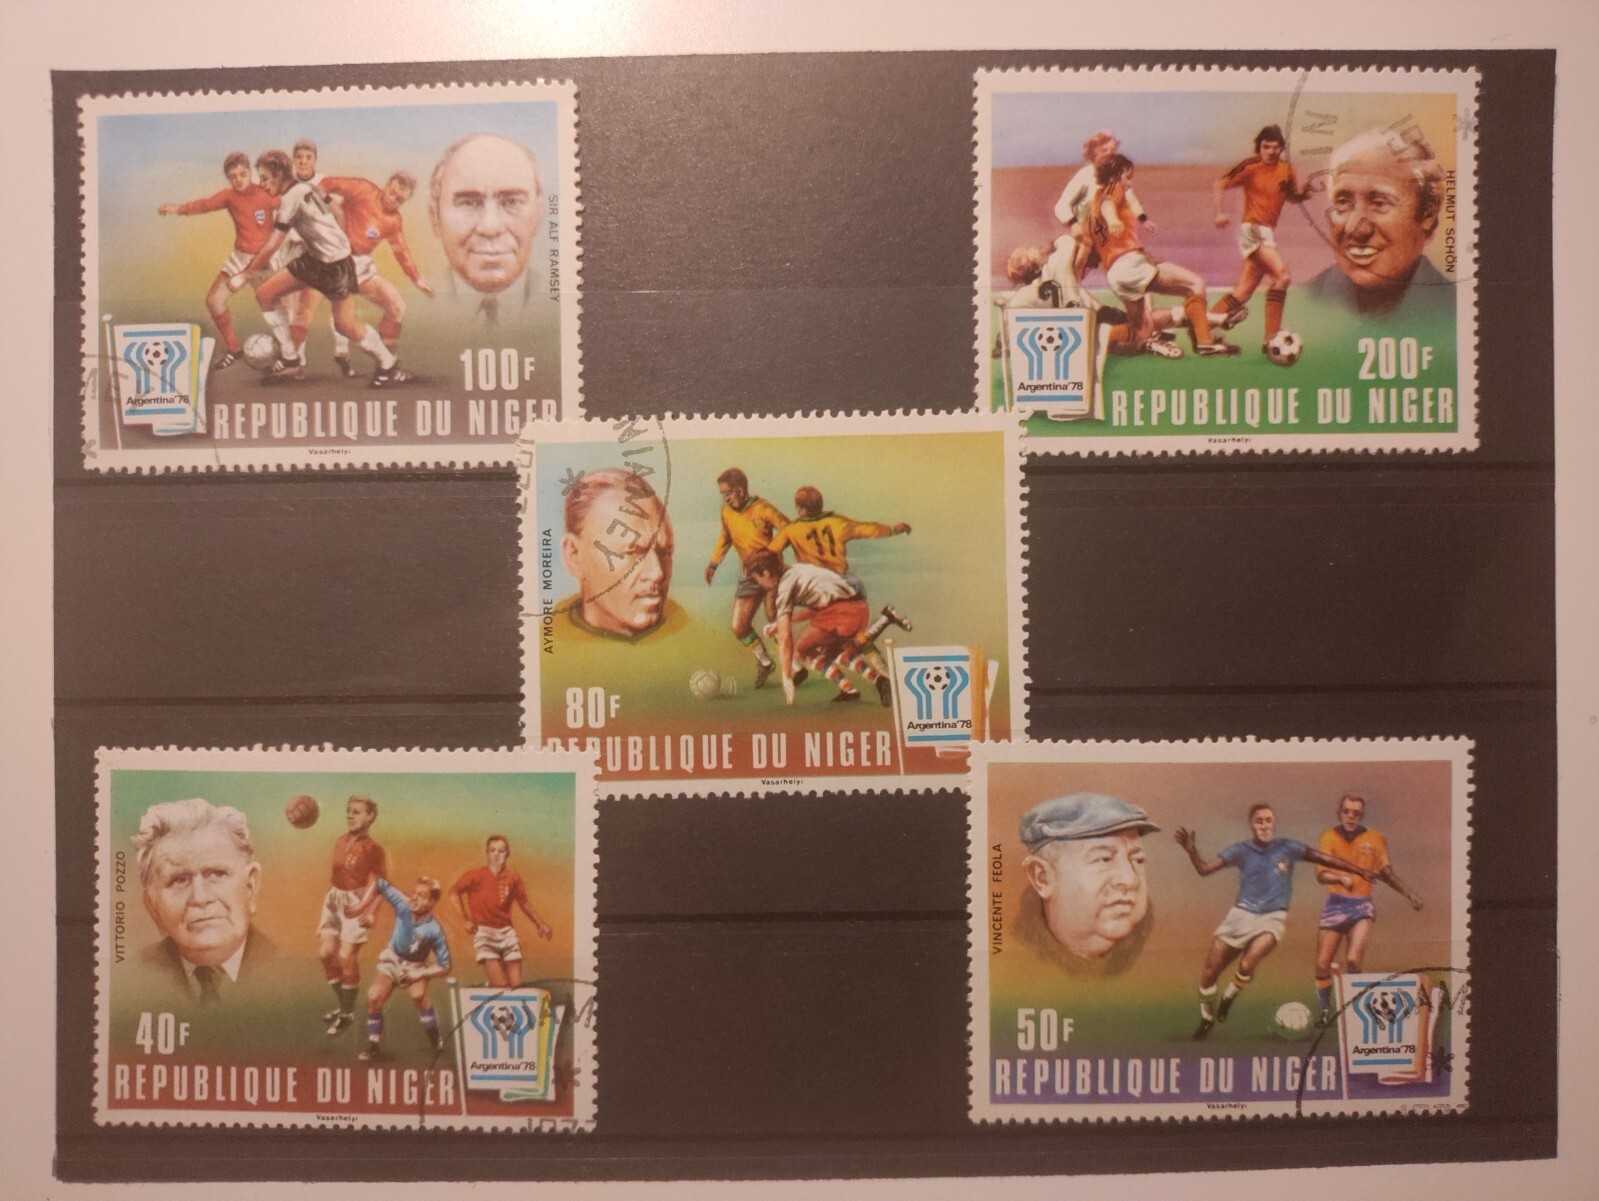 SIR ALF RAMSEY
Argentina'78
100F
REPUBLIQUE DU NIGER
Vasarhelyi
HELMUT SCHÖN
Argentina'78
200F
REPUBLIQUE DU NIGER
Vasarhelyi
NIAMEY
AYMORE MOREIRA
11
80F
Argentina'78
REPUBLIQUE DU NIGER
Vasarhelyi
VITTORIO POZZO
40F
Argentina'78
REPUBLIQUE DU NIGER
Vasarhelyi
VINCENTE FEOLA
50F
NIAM
Argentina'78
REPUBLIQUE DU NIGER
Vasarhelyi